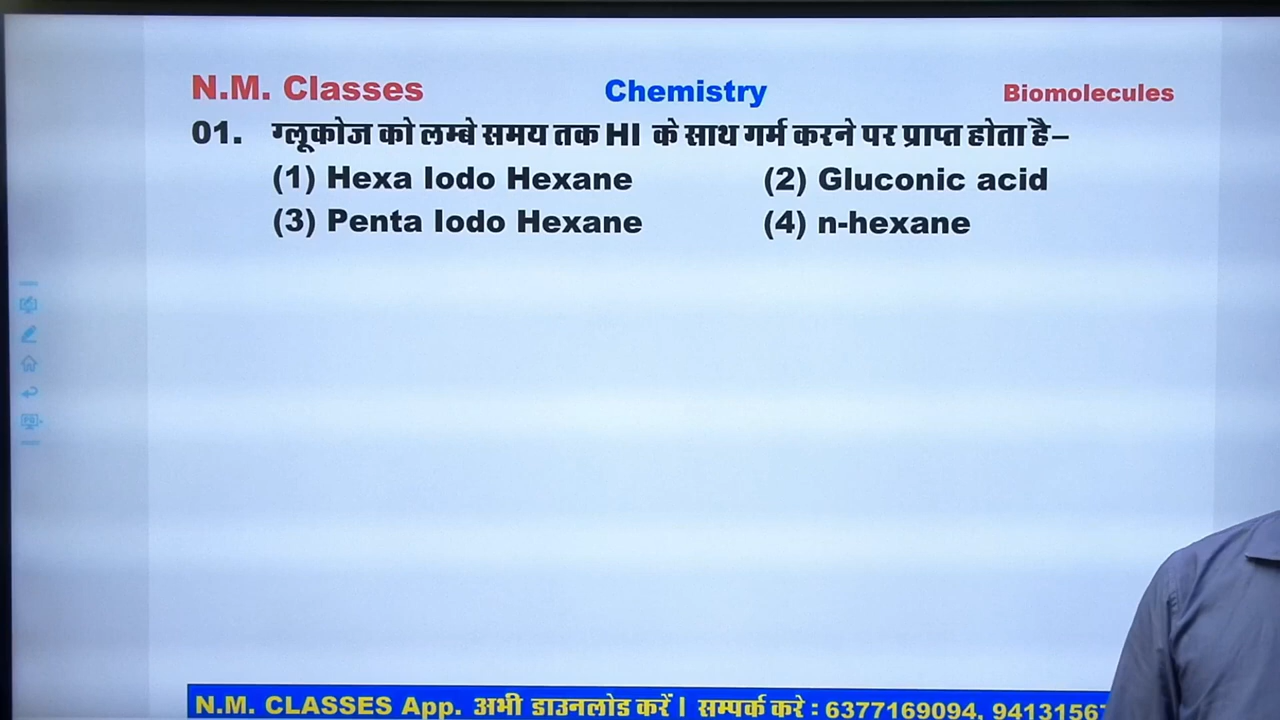 N.M. Classes Chemistry Biomolecules
01. ग्लूकोज को लम्बे समय तक HI के साथ गर्म करने पर प्राप्त होता है–
(1) Hexa Iodo Hexane (2) Gluconic acid
(3) Penta Iodo Hexane (4) n-hexane
N.M. CLASSES App. अभी डाउनलोड करें। सम्पर्क करे : 6377169094,